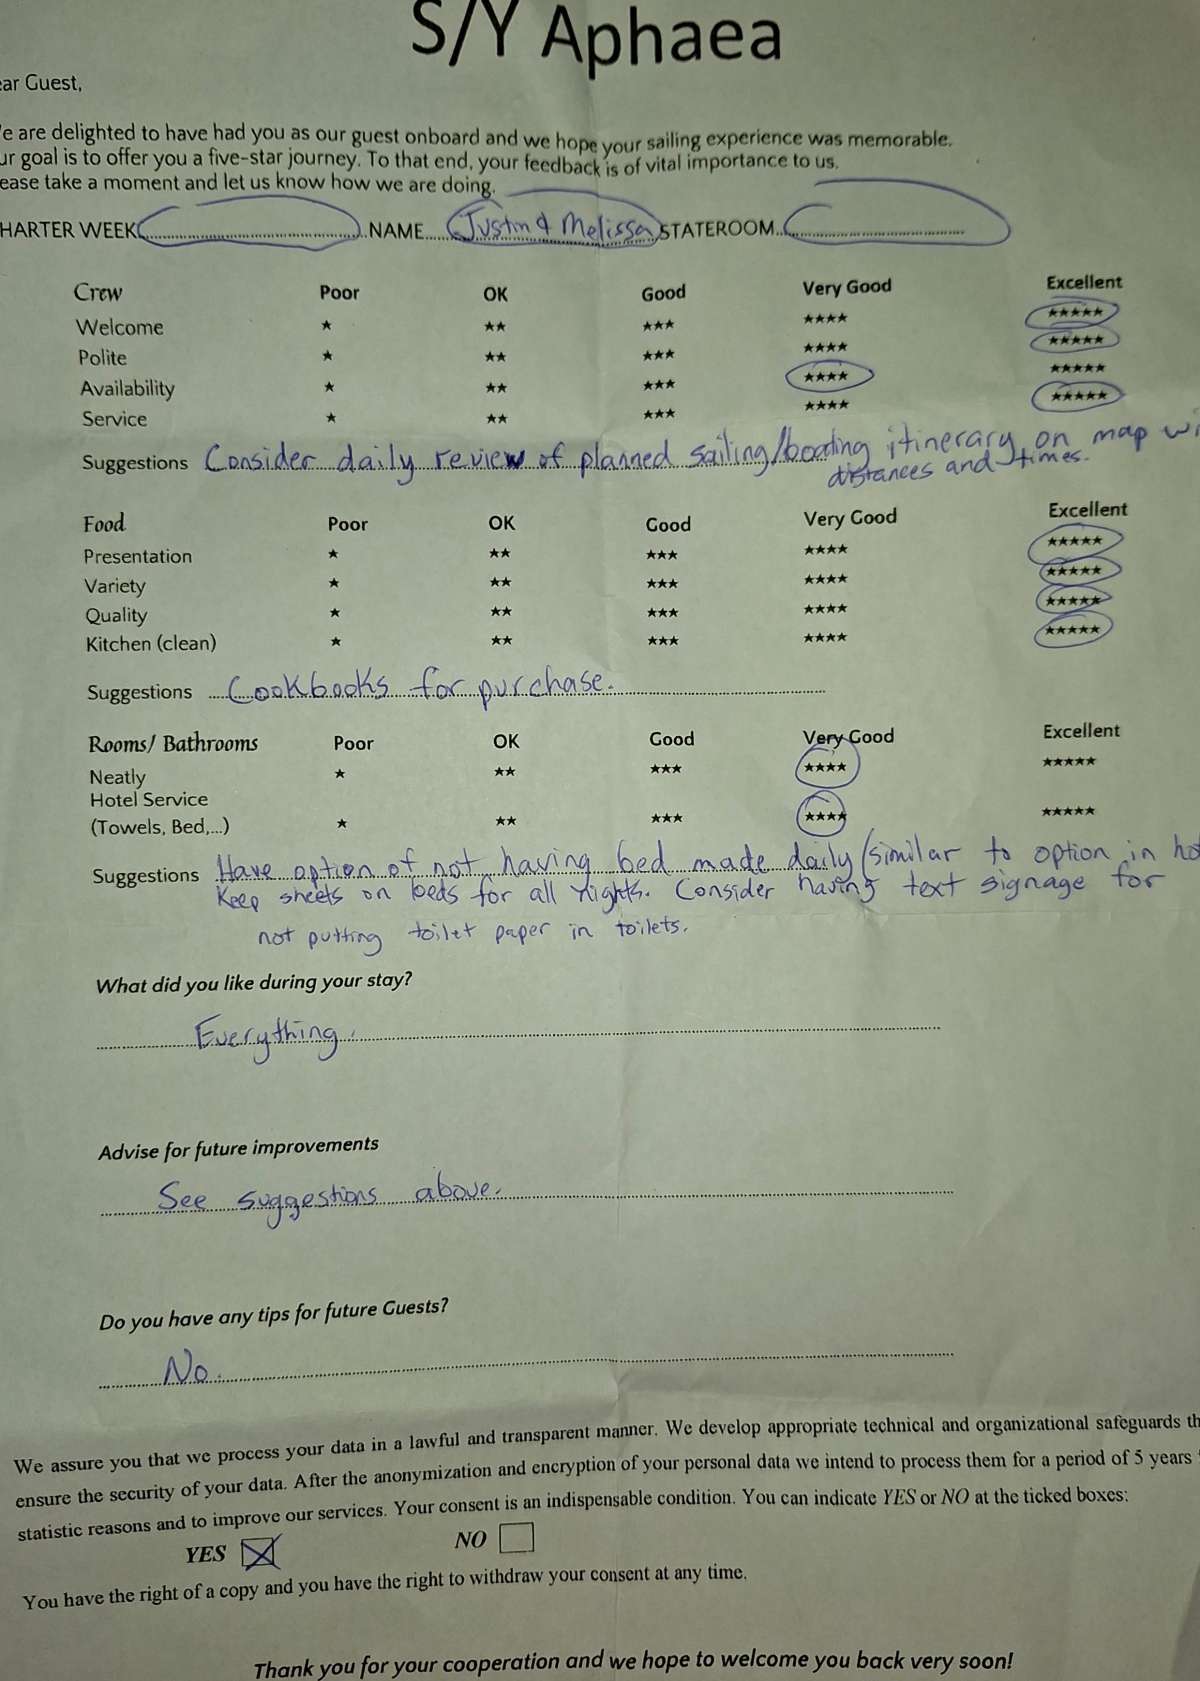 S/Y Aphaea
ar Guest,
e are delighted to have had you as our guest onboard and we hope your sailing experience was memorable.
ur goal is to offer you a five-star journey. To that end, your feedback is of vital importance to us.
ease take a moment and let us know how we are doing.
HARTER WEEK NAME Justin & Melissa STATEROOM
Crew Poor OK Good Very Good Excellent
Welcome ★ ★★ ★★★ ★★★★ ★★★★★
Polite ★ ★★ ★★★ ★★★★ ★★★★★
Availability ★ ★★ ★★★ ★★★★ ★★★★★
Service ★ ★★ ★★★ ★★★★ ★★★★★
Suggestions Consider daily review of planned sailing/boating itinerary on map wi
distances and times.
Food Poor OK Good Very Good Excellent
Presentation ★ ★★ ★★★ ★★★★ ★★★★★
Variety ★ ★★ ★★★ ★★★★ ★★★★★
Quality ★ ★★ ★★★ ★★★★ ★★★★★
Kitchen (clean) ★ ★★ ★★★ ★★★★ ★★★★★
Suggestions Cookbooks for purchase.
Rooms/ Bathrooms Poor OK Good Very Good Excellent
Neatly ★ ★★ ★★★ ★★★★ ★★★★★
Hotel Service
(Towels, Bed,...) ★ ★★ ★★★ ★★★★ ★★★★★
Suggestions Have option of not having bed made daily (similar to option in hot
Keep sheets on beds for all nights. Consider having text signage for
not putting toilet paper in toilets.
What did you like during your stay?
Everything.
Advise for future improvements
See suggestions above.
Do you have any tips for future Guests?
No.
We assure you that we process your data in a lawful and transparent manner. We develop appropriate technical and organizational safeguards th
ensure the security of your data. After the anonymization and encryption of your personal data we intend to process them for a period of 5 years
statistic reasons and to improve our services. Your consent is an indispensable condition. You can indicate YES or NO at the ticked boxes:
YES NO
You have the right of a copy and you have the right to withdraw your consent at any time.
Thank you for your cooperation and we hope to welcome you back very soon!